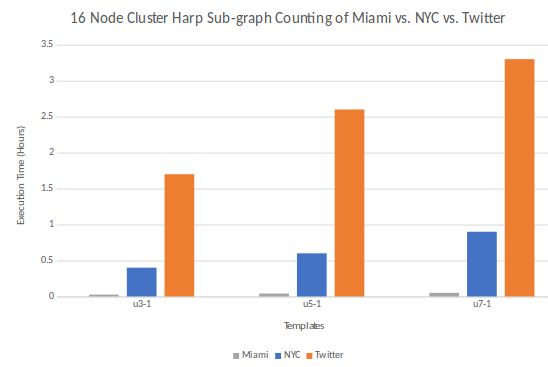 16 Node Cluster Harp Sub-graph Counting of Miami vs. NYC vs. Twitter
3.5
3
2.5
2
1.5
1
0.5
0
Execution Time (Hours)
u3-1 u5-1 u7-1
Templates
Miami NYC Twitter